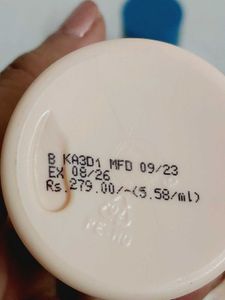 B KA3D1 MFD 09/23
EX 08/26
Rs.279.00/-(5.58/ml)